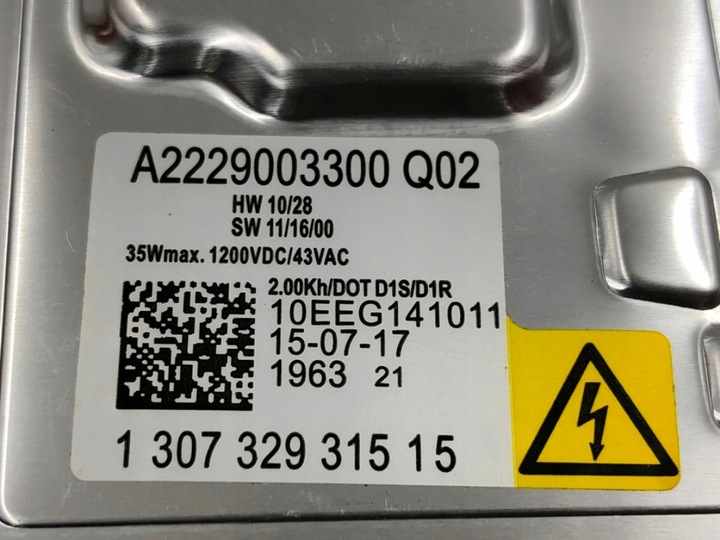 A2229003300 Q02
HW 10/28
SW 11/16/00
35Wmax. 1200VDC/43VAC
2.00Kh/DOT D1S/D1R
10EEG141011
15-07-17
1963 21
1 307 329 315 15